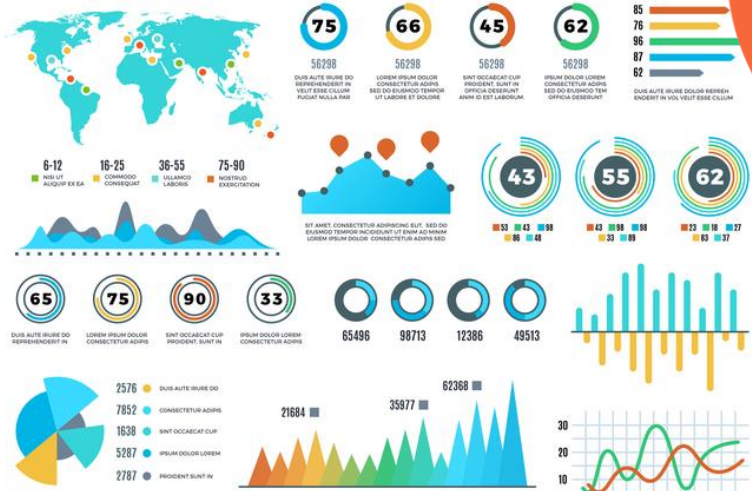 75
66
45
62
56298
56298
56298
56298
DUIS AUTE IRURE DO
REPREHENDERIT IN
VELIT ESSE CILLUM
FUGIAT NULLA PAR
LOREM IPSUM DOLOR
CONSECTETUR ADIPIS
SED DO EIUSMOD TEMPOR
UT LABORE ET DOLORE
SINT OCCAECAT CUP
PROIDENT, SUNT IN
OFFICIA DESERUNT
ANIM ID EST LABORUM.
IPSUM DOLOR LOREM
CONSECTETUR ADIPIS
SED DO EIUSMOD TEM
OFFICIA DESERUNT
85
76
96
87
62
DUIS AUTE IRURE DOLOR REPREH
ENDERIT IN VOL VELIT ESSE CILLUM
6-12
NISI UT
ALIQUIP EX EA
16-25
COMMODO
CONSEQUAT
36-55
ULLAMCO
LABORIS
75-90
NOSTRUD
EXERCITATION
SIT AMET, CONSECTETUR ADIPISCING ELIT, SED DO
EIUSMOD TEMPOR INCIDIDUNT UT ENIM AD MINIM
LOREM IPSUM DOLOR CONSECTETUR ADIPIS SED
43
53 43 98
86 48
55
43 98 98
33 89
62
23 18 27
83 37
65
75
90
33
DUIS AUTE IRURE DO
REPREHENDERIT IN
LOREM IPSUM DOLOR
CONSECTETUR ADIPIS
SINT OCCAECAT CUP
PROIDENT, SUNT IN
IPSUM DOLOR LOREM
CONSECTETUR ADIPIS
65496
98713
12386
49513
2576 DUIS AUTE IRURE DO
7852 CONSECTETUR ADIPIS
1638 SINT OCCAECAT CUP
5287 IPSUM DOLOR LOREM
2787 PROIDENT SUNT IN
21684
35977
62368
30
20
10